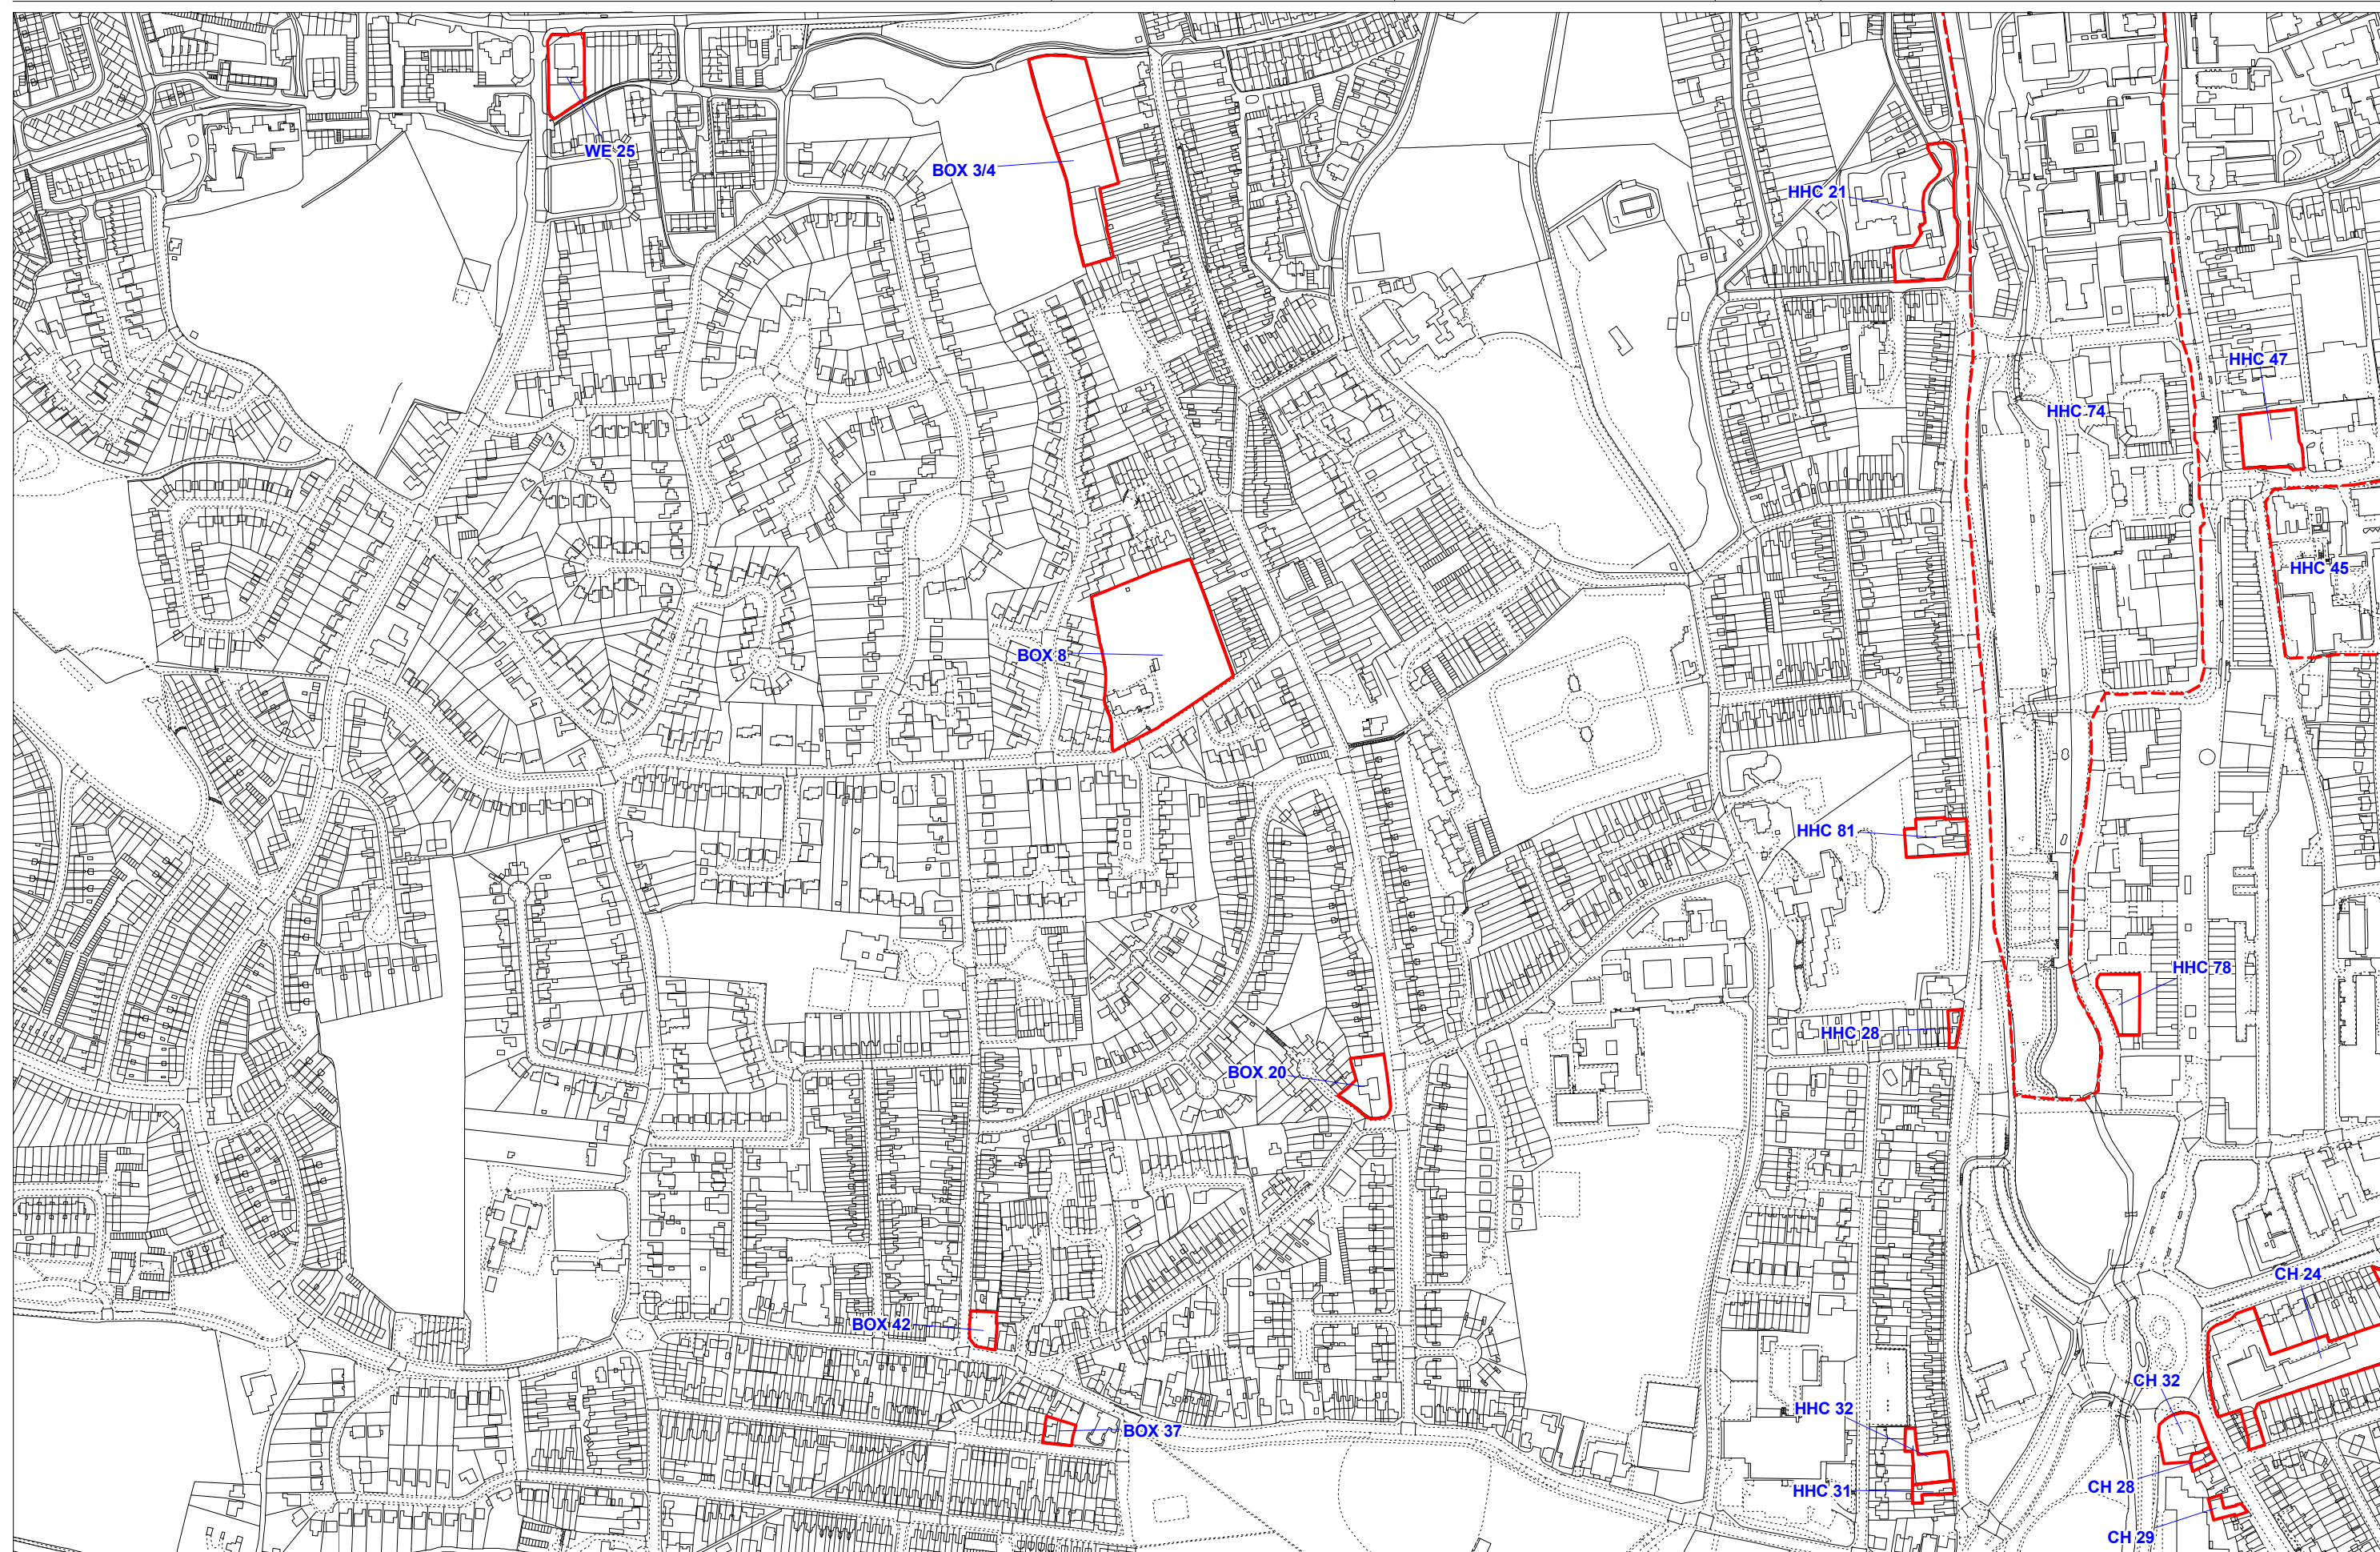 WE 25
BOX 3/4
HHC 21
HHC 47
HHC 74
HHC 45
BOX 8
HHC 81
HHC 78
HHC 28
BOX 20
CH 24
BOX 42
CH 32
HHC 32
BOX 37
CH 28
HHC 31
CH 29